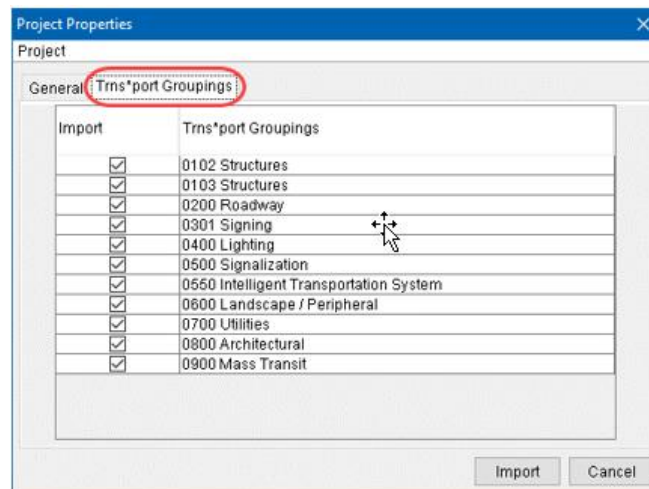 Project Properties
Project
General Trns*port Groupings
Import Trns*port Groupings
0102 Structures
0103 Structures
0200 Roadway
0301 Signing
0400 Lighting
0500 Signalization
0550 Intelligent Transportation System
0600 Landscape / Peripheral
0700 Utilities
0800 Architectural
0900 Mass Transit
Import Cancel